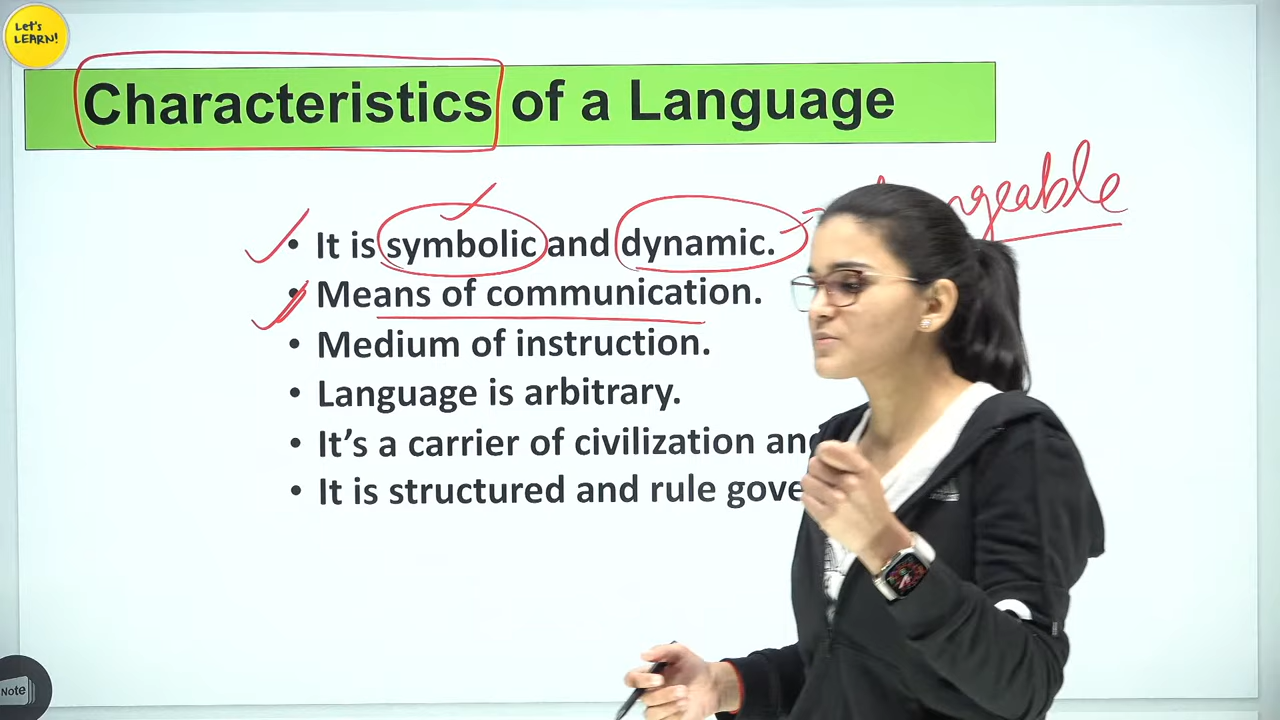 Let's
LEARN!
Characteristics of a Language
• It is symbolic and dynamic.
• Means of communication.
• Medium of instruction.
• Language is arbitrary.
• It's a carrier of civilization
• It is structured and rule
Note